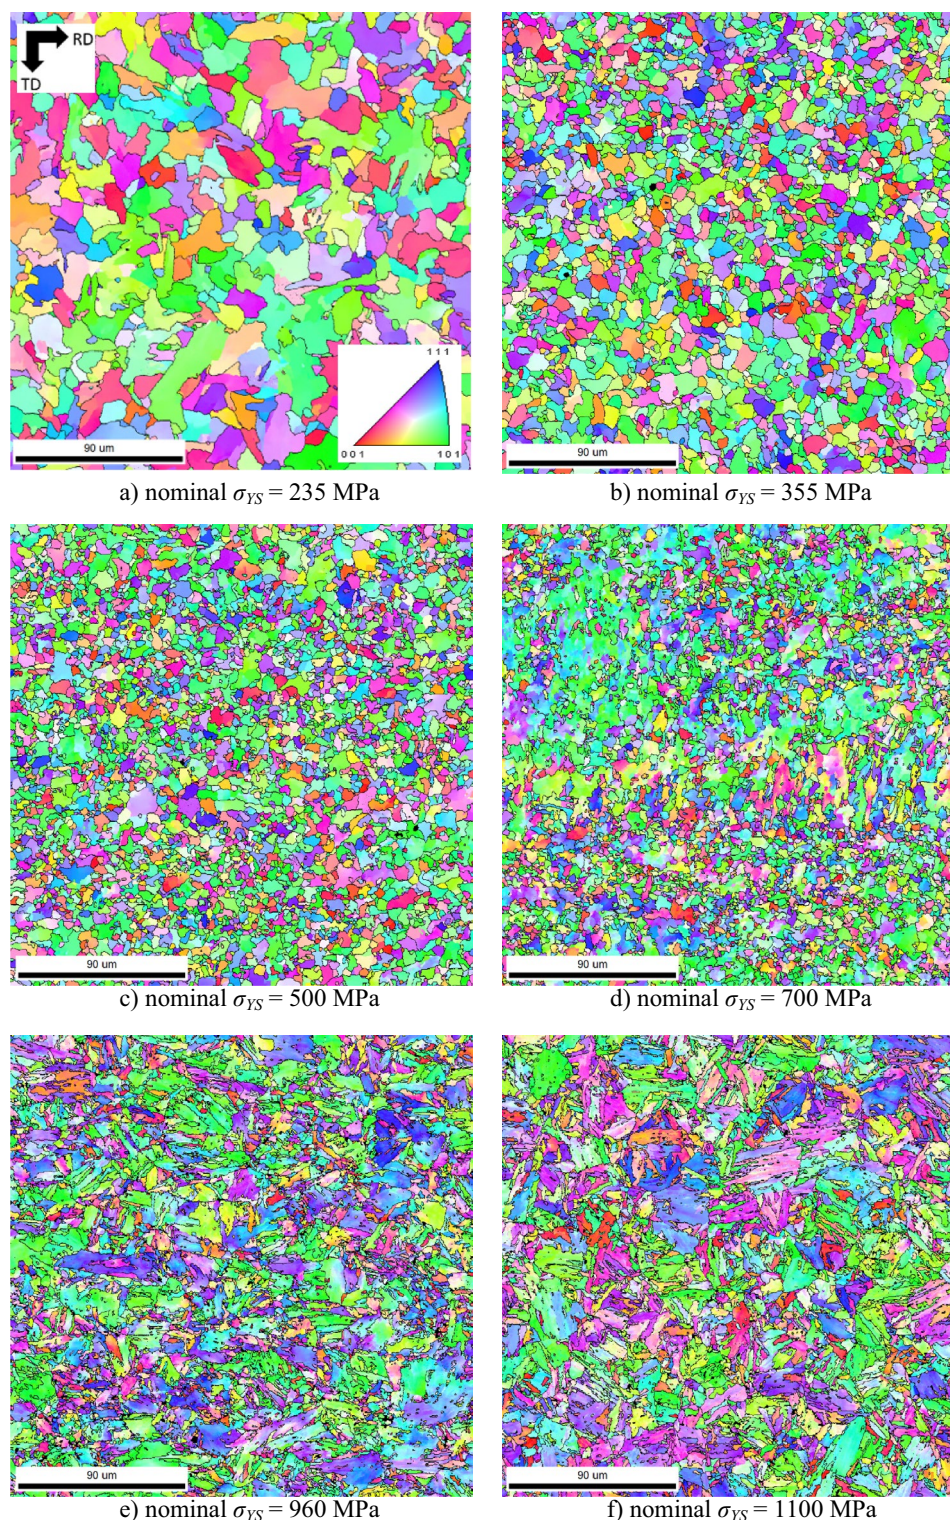 RD
TD
1 1 1
0 0 1 1 0 1
90 um
90 um
a) nominal σYS = 235 MPa
b) nominal σYS = 355 MPa
90 um
90 um
c) nominal σYS = 500 MPa
d) nominal σYS = 700 MPa
90 um
90 um
e) nominal σYS = 960 MPa
f) nominal σYS = 1100 MPa